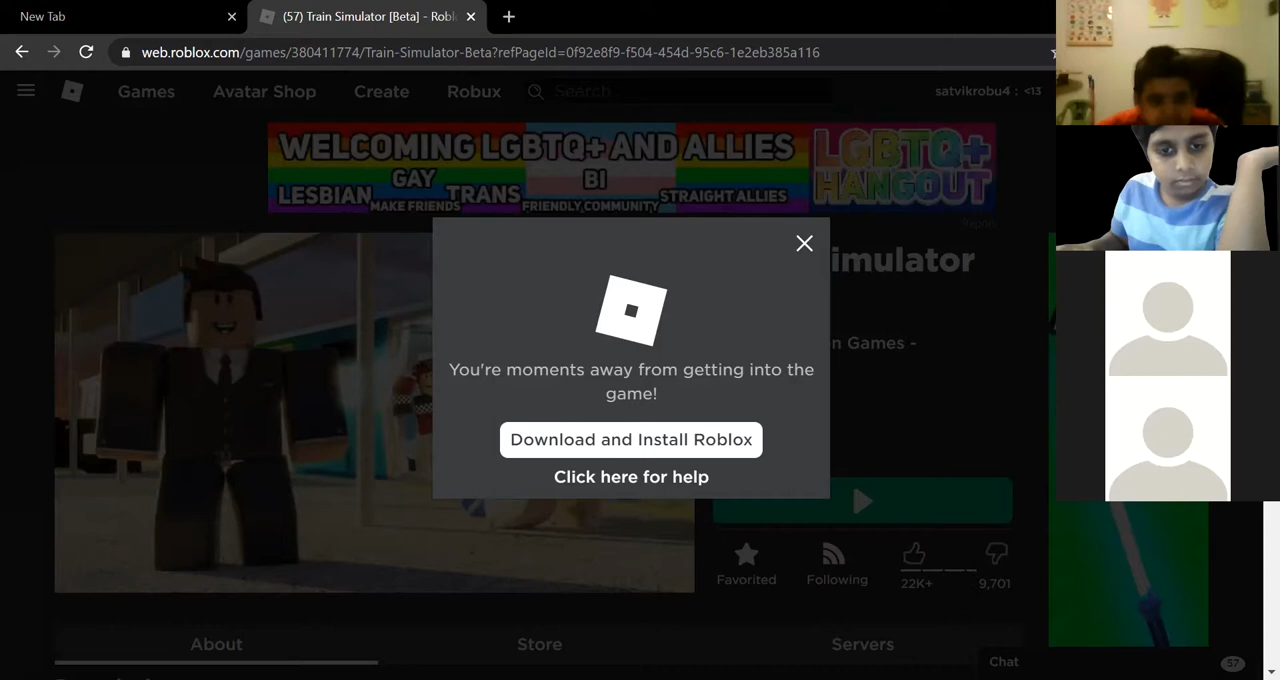 New Tab
(57) Train Simulator [Beta] - Robl
web.roblox.com/games/380411774/Train-Simulator-Beta?refPageId=0f92e8f9-f504-454d-95c6-1e2eb385a116
Games
Avatar Shop
Create
Robux
Search
satvikrobu4 : <13
WELCOMING LGBTQ+ AND ALLIES
GAY
BI
LESBIAN
TRANS
STRAIGHT ALLIES
MAKE FRIENDS
FRIENDLY COMMUNITY
LGBTQ+
HANGOUT
imulator
n Games -
You're moments away from getting into the
game!
Download and Install Roblox
Click here for help
Favorited
Following
22K+
9,701
About
Store
Servers
Chat
57